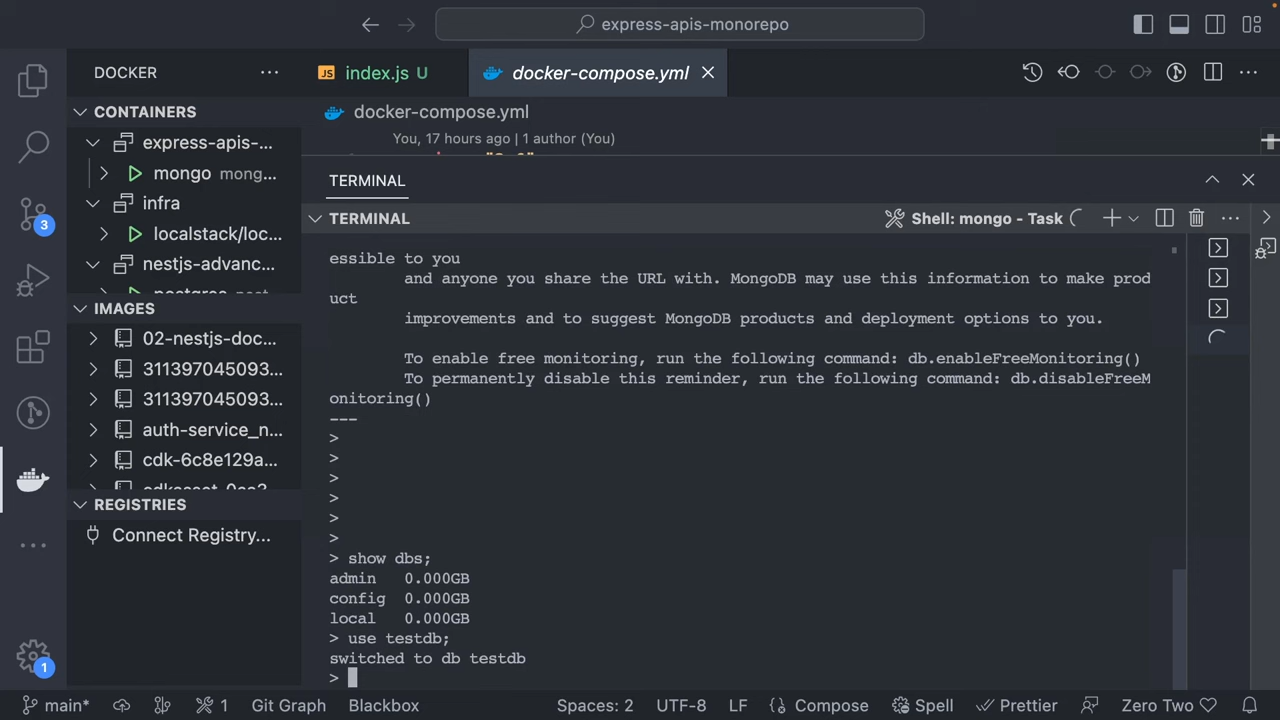 express-apis-monorepo
DOCKER
JS index.js U
docker-compose.yml
CONTAINERS
docker-compose.yml
express-apis-...
You, 17 hours ago | 1 author (You)
mongo mong...
TERMINAL
infra
TERMINAL
Shell: mongo - Task
3
localstack/loc...
nestjs-advanc...
IMAGES
02-nestjs-doc...
311397045093...
311397045093...
auth-service_n...
cdk-6c8e129a...
REGISTRIES
Connect Registry...
essible to you
and anyone you share the URL with. MongoDB may use this information to make prod
uct
improvements and to suggest MongoDB products and deployment options to you.
To enable free monitoring, run the following command: db.enableFreeMonitoring()
To permanently disable this reminder, run the following command: db.disableFreeM
onitoring()
---
>
>
>
>
>
>
> show dbs;
admin 0.000GB
config 0.000GB
local 0.000GB
> use testdb;
switched to db testdb
>
1
main* 1 Git Graph Blackbox Spaces: 2 UTF-8 LF Compose Spell Prettier Zero Two